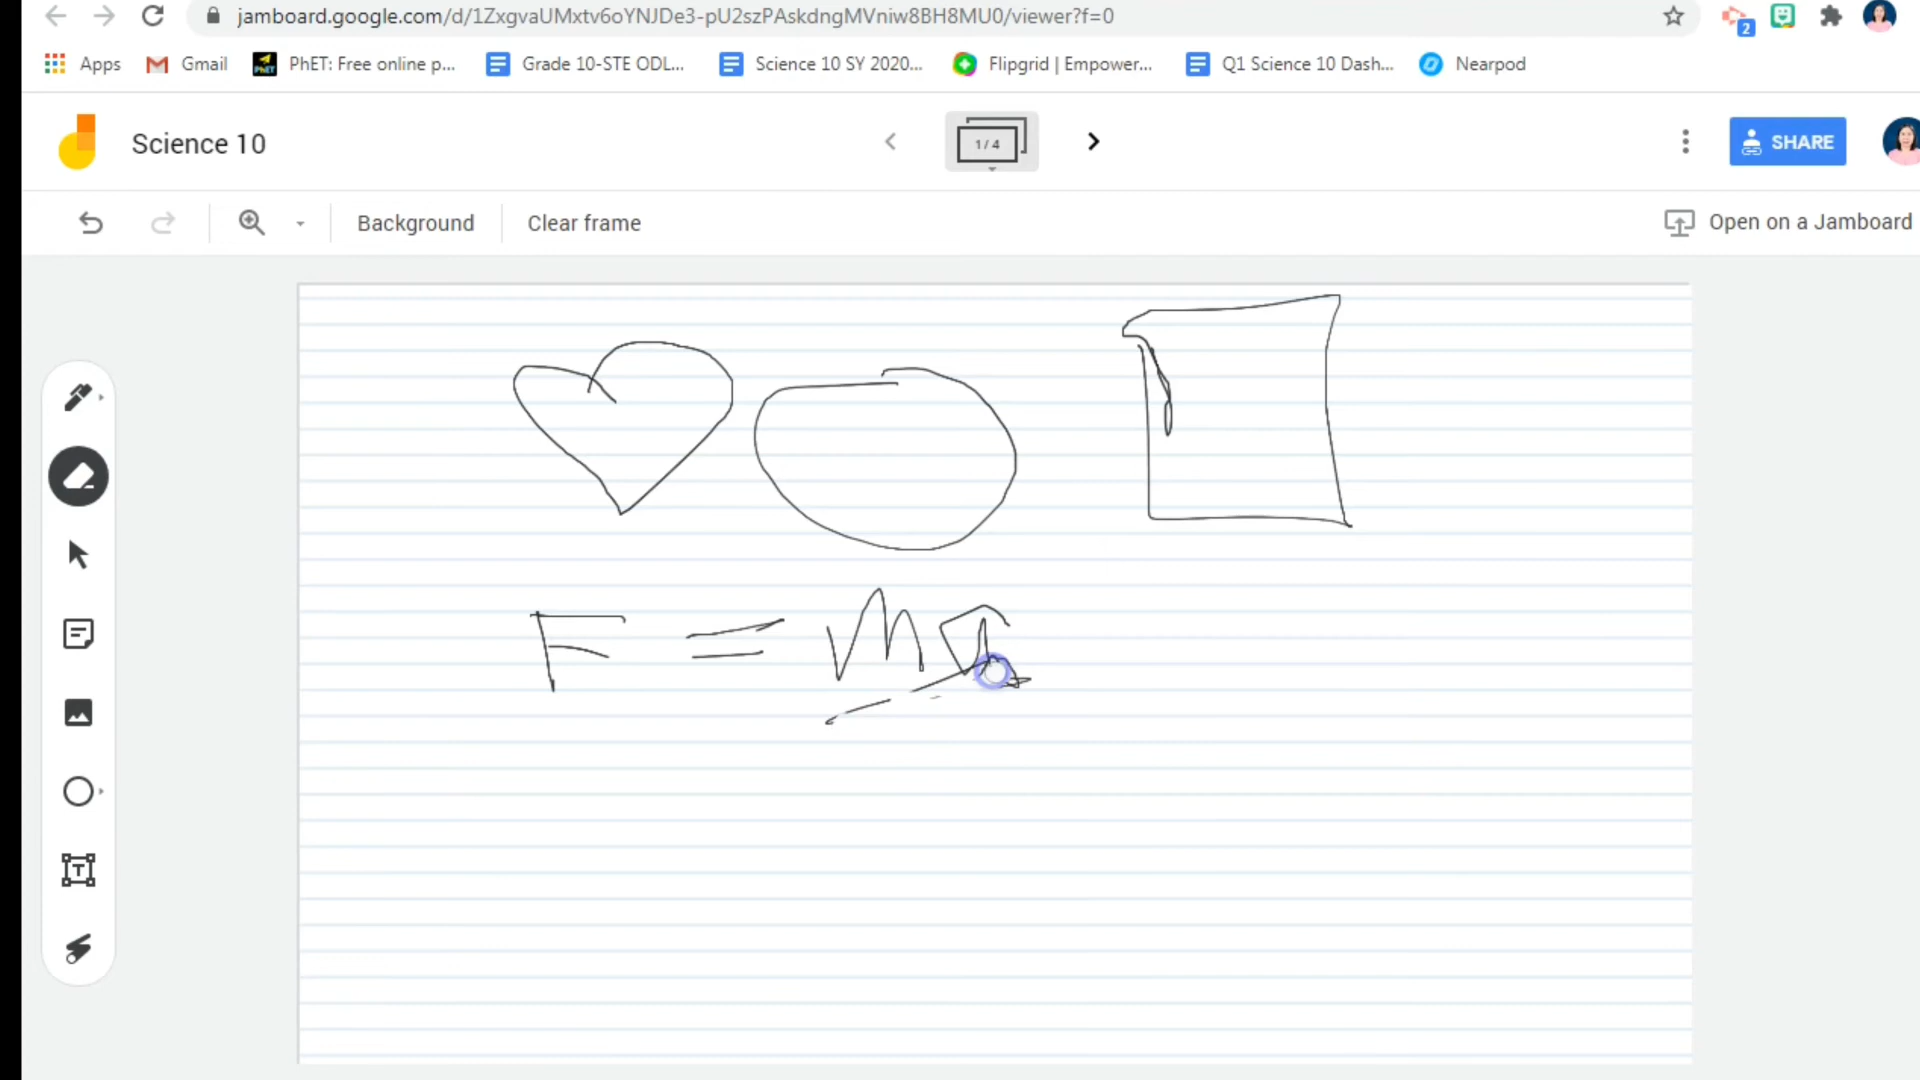 jamboard.google.com/d/1ZxgvaUMxtv6oYNJDe3-pU2szPAskdngMVniw8BH8MU0/viewer?f=0
2
Apps Gmail PhET: Free online p... Grade 10-STE ODL... Science 10 SY 2020... Flipgrid | Empower... Q1 Science 10 Dash... Nearpod
Science 10 1/4 SHARE
Background Clear frame Open on a Jamboard
F = ma